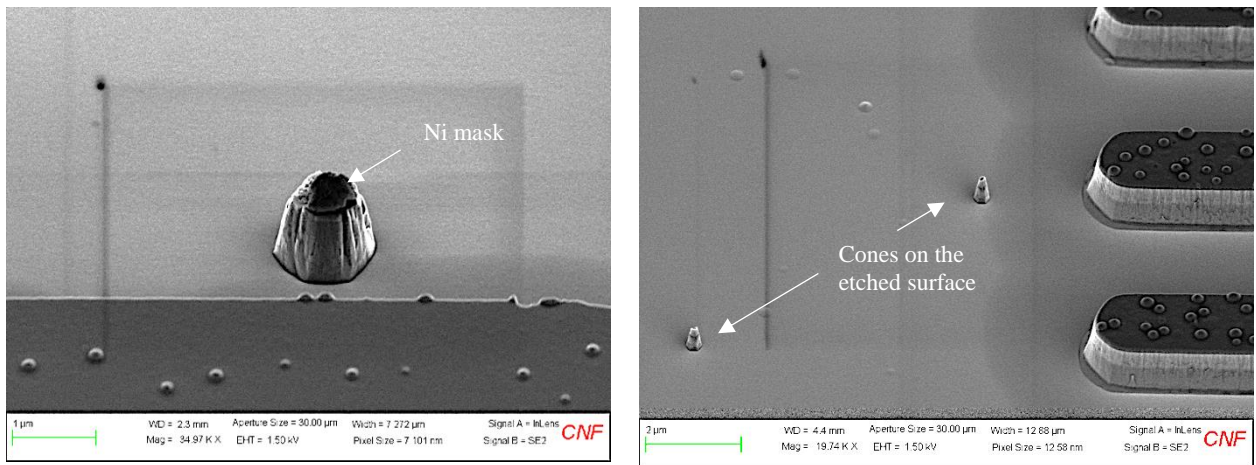 Ni mask
1 µm
WD = 2.3 mm Aperture Size = 30.00 µm Width = 7.272 µm Signal A = InLens
Mag = 34.97 K X EHT = 1.50 kV Pixel Size = 7.101 nm Signal B = SE2 CNF
Cones on the
etched surface
2 µm
WD = 4.4 mm Aperture Size = 30.00 µm Width = 12.88 µm Signal A = InLens
Mag = 19.74 K X EHT = 1.50 kV Pixel Size = 12.58 nm Signal B = SE2 CNF